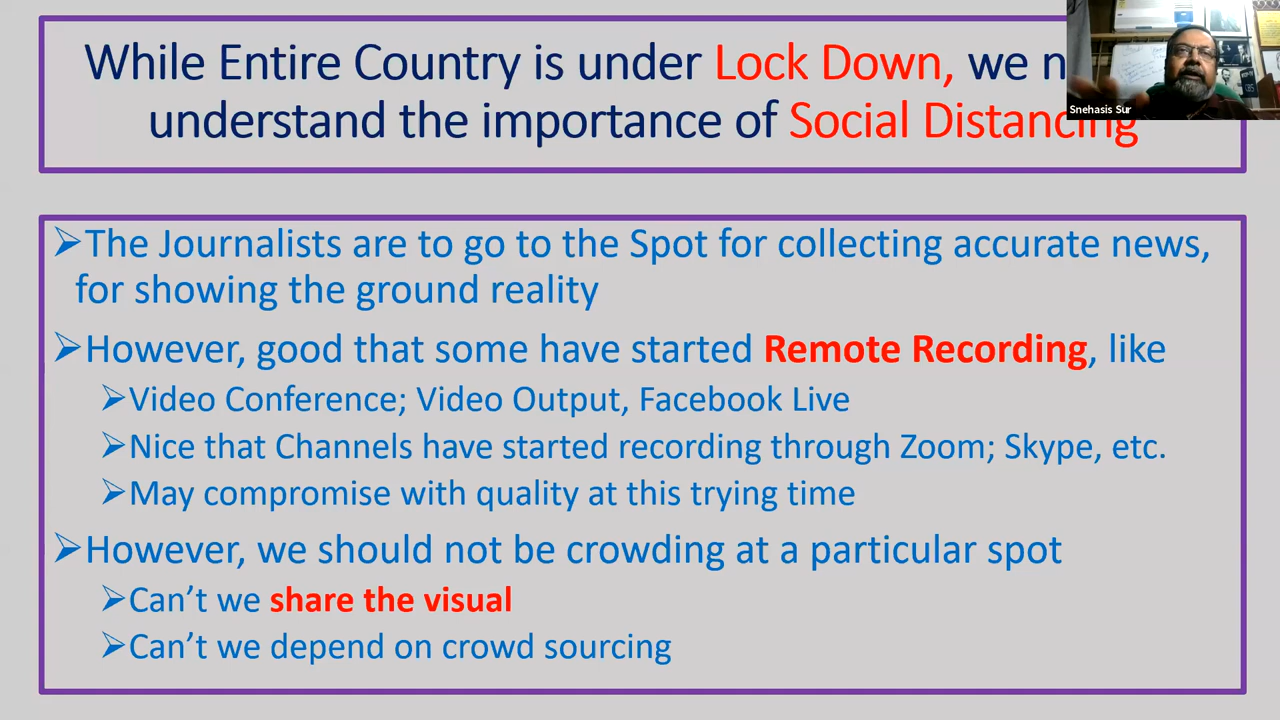 While Entire Country is under Lock Down, we n
understand the importance of Social Distancing
Snehasis Sur
➢The Journalists are to go to the Spot for collecting accurate news,
for showing the ground reality
➢However, good that some have started Remote Recording, like
➢Video Conference; Video Output, Facebook Live
➢Nice that Channels have started recording through Zoom; Skype, etc.
➢May compromise with quality at this trying time
➢However, we should not be crowding at a particular spot
➢Can’t we share the visual
➢Can’t we depend on crowd sourcing